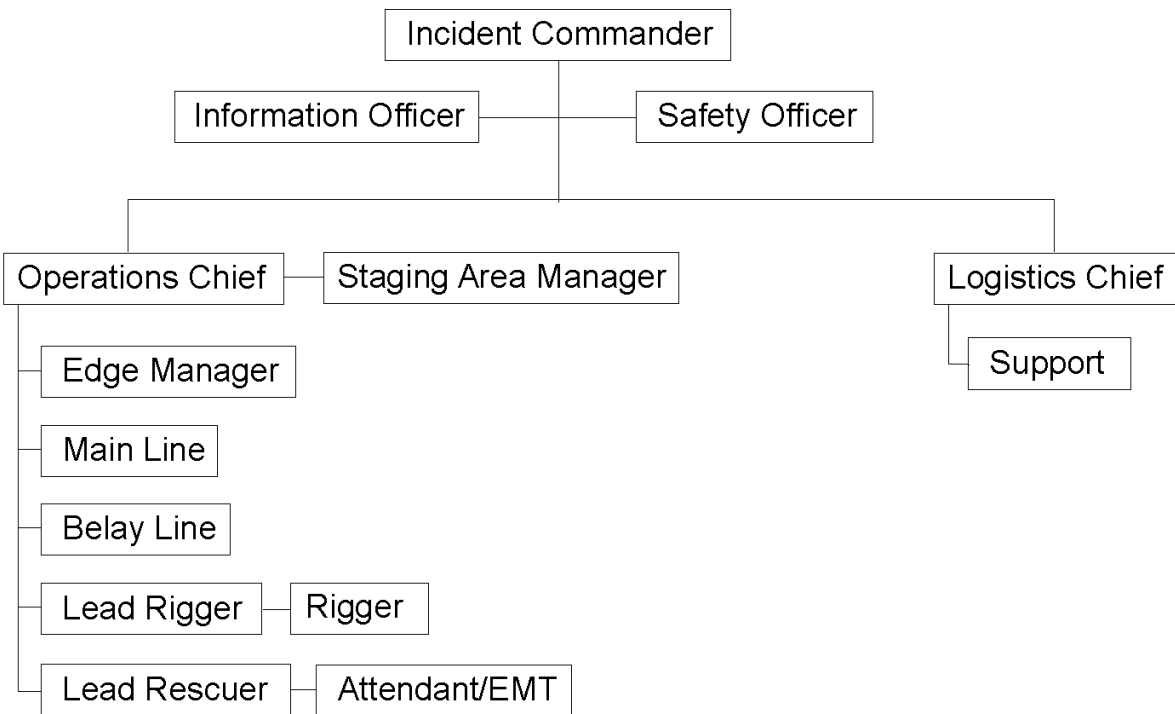 Incident Commander
Information Officer
Safety Officer
Operations Chief
Staging Area Manager
Logistics Chief
Edge Manager
Support
Main Line
Belay Line
Lead Rigger
Rigger
Lead Rescuer
Attendant/EMT